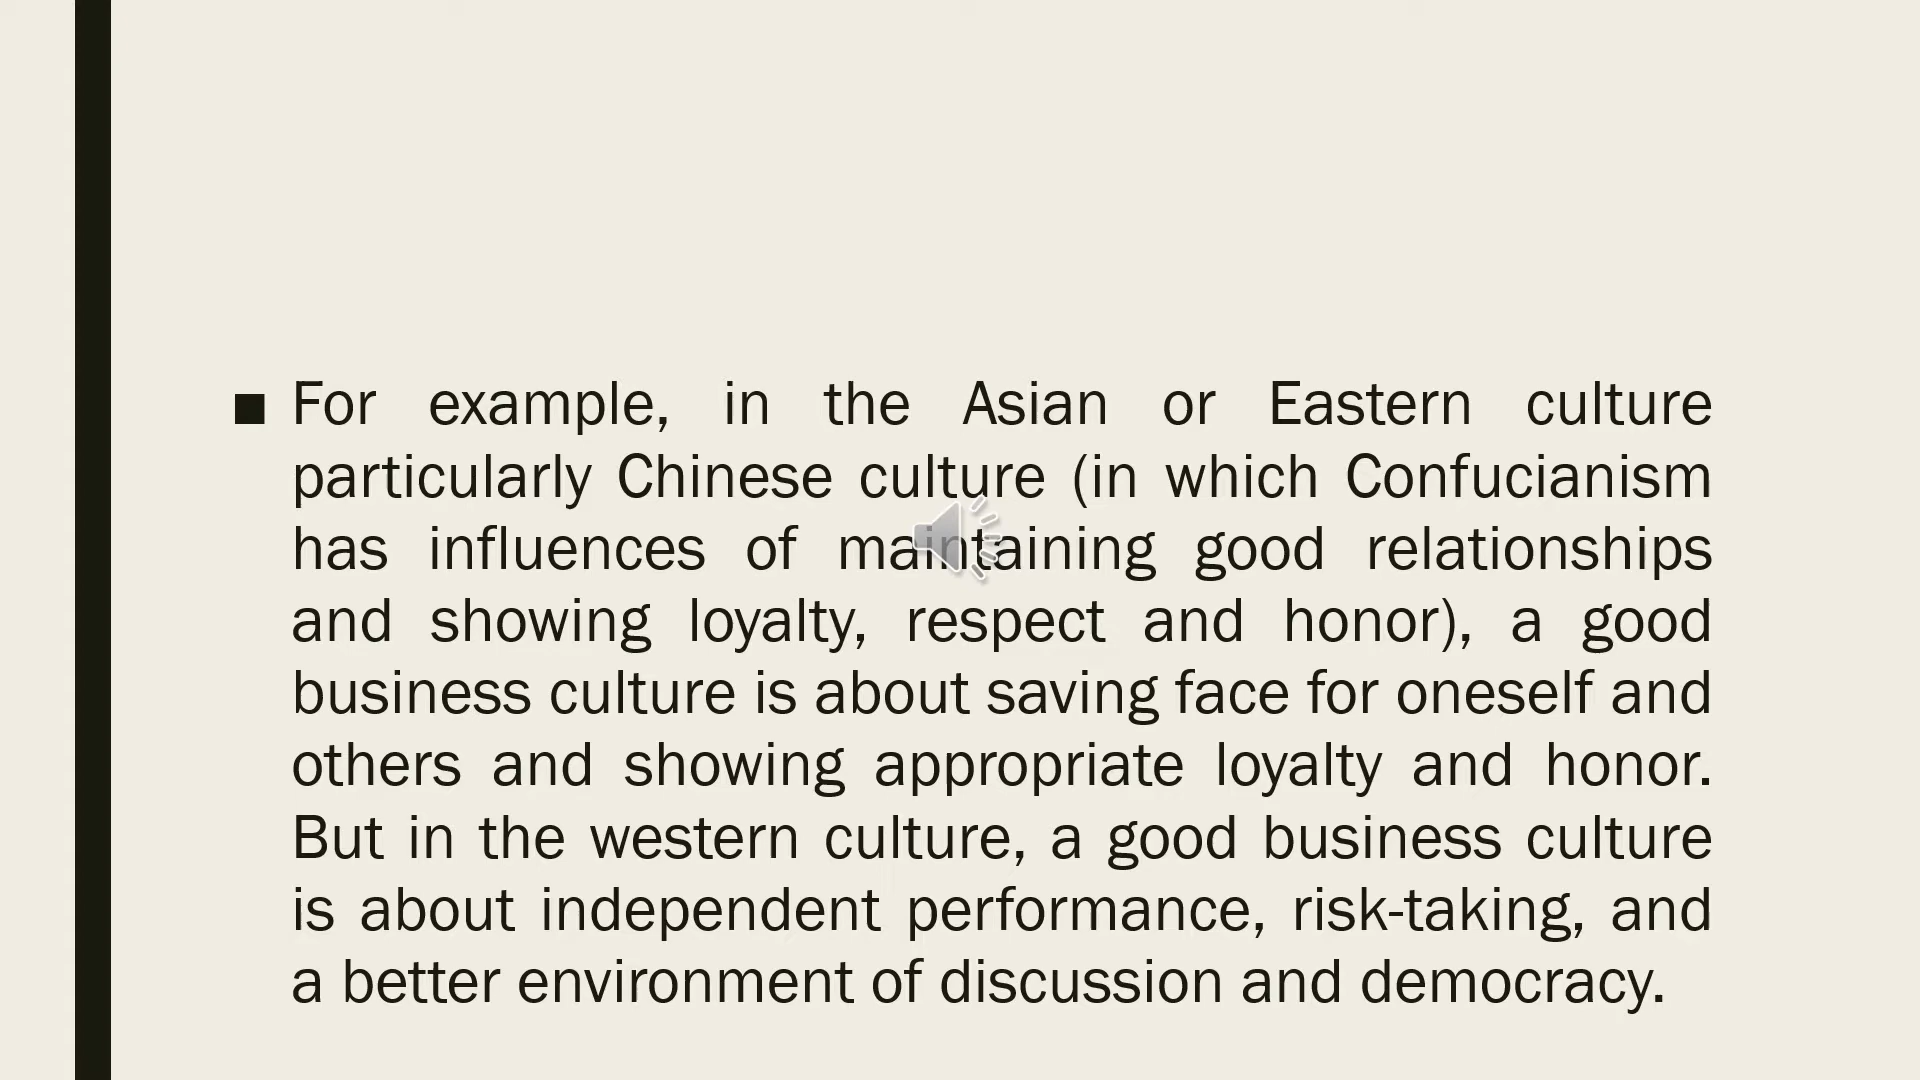 ■ For example, in the Asian or Eastern culture
particularly Chinese culture (in which Confucianism
has influences of maintaining good relationships
and showing loyalty, respect and honor), a good
business culture is about saving face for oneself and
others and showing appropriate loyalty and honor.
But in the western culture, a good business culture
is about independent performance, risk-taking, and
a better environment of discussion and democracy.